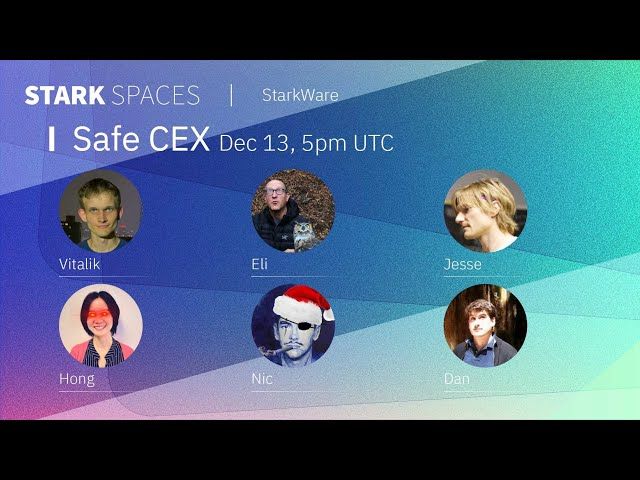 STARK SPACES | StarkWare
Safe CEX Dec 13, 5pm UTC
Vitalik Eli Jesse
Hong Nic Dan